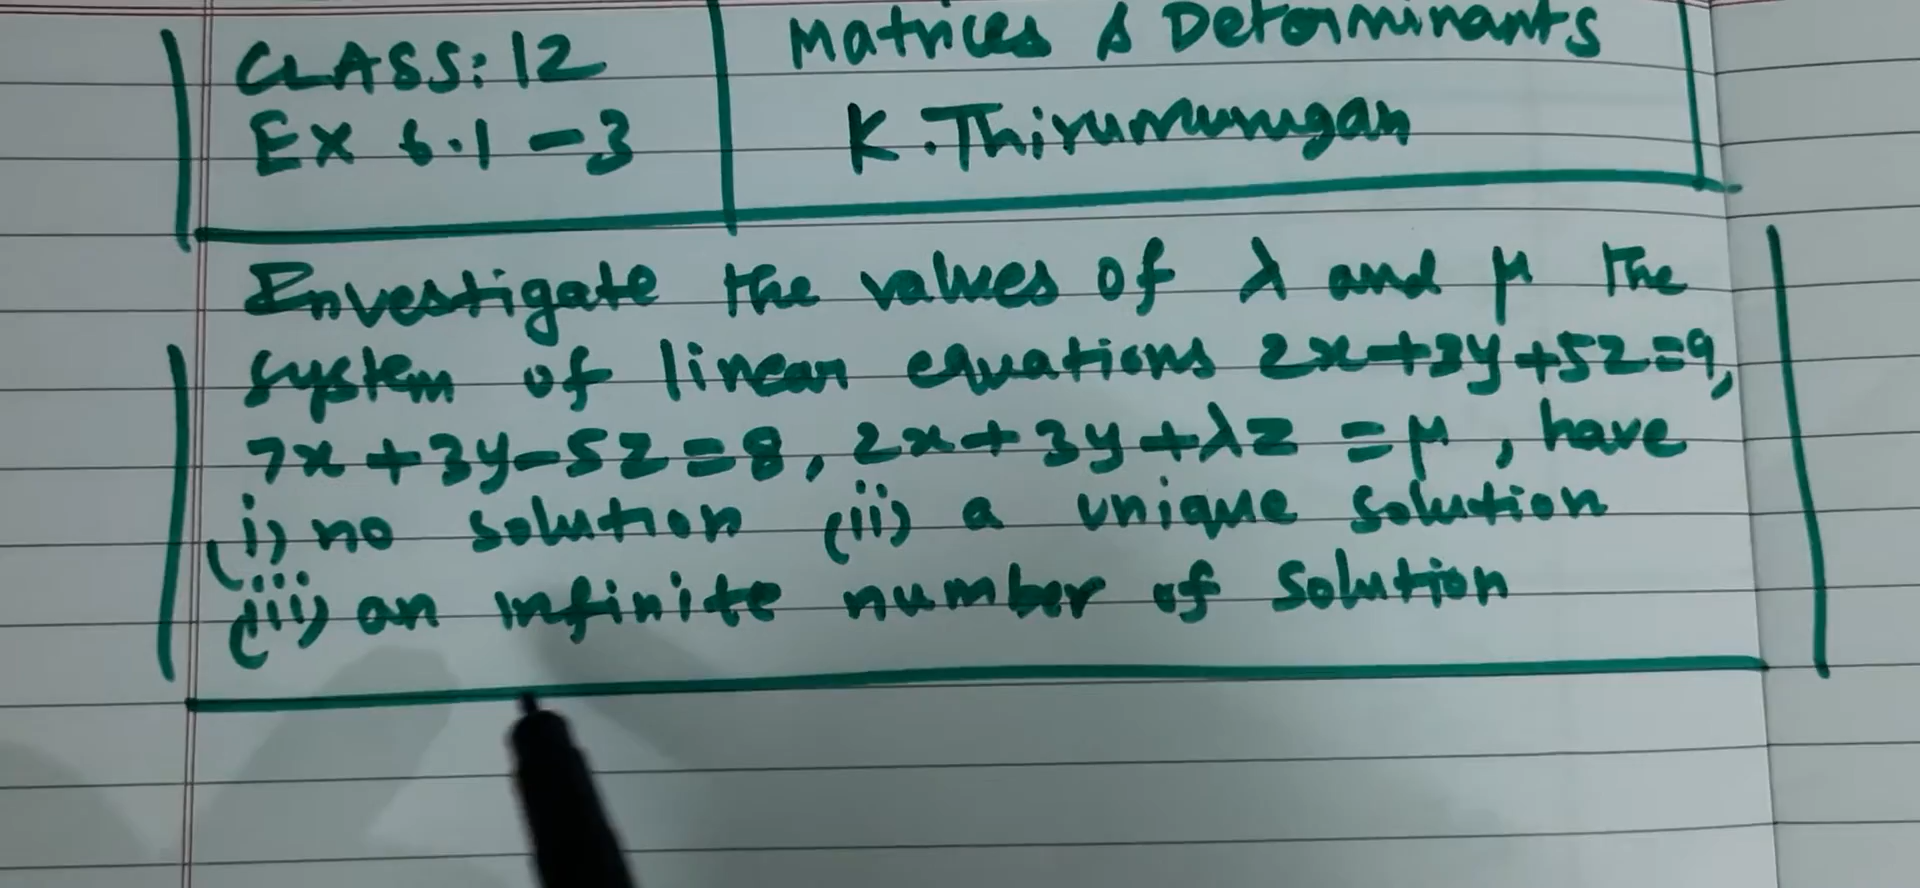 CLASS: 12
Ex 6.1 - 3
Matrices & Determinants
K. Thirumurugan
Investigate the values of λ and μ the
system of linear equations 2x+3y+5z=9,
7x+3y-5z=8, 2x+3y+λz=μ, have
(i) no solution (ii) a unique solution
(iii) an infinite number of solution